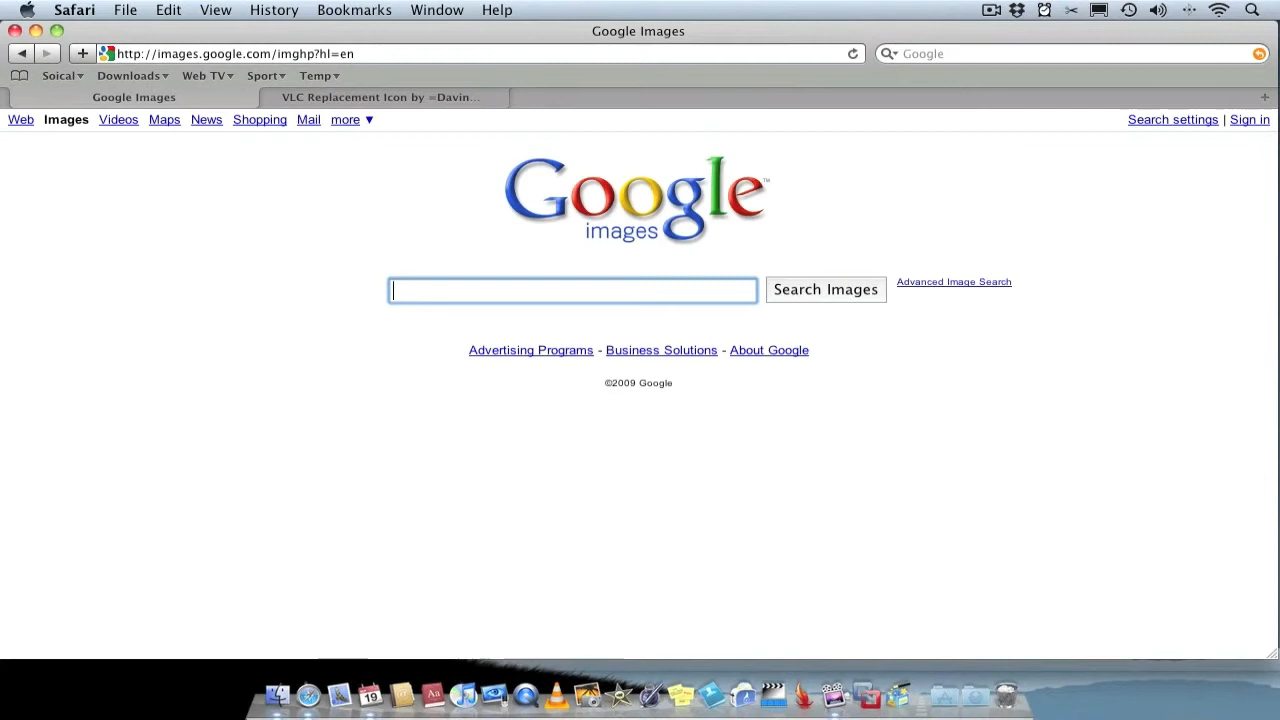 Safari File Edit View History Bookmarks Window Help
Google Images
http://images.google.com/imghp?hl=en Google
Soical Downloads Web TV Sport Temp
Google Images VLC Replacement Icon by =Davin...
Web Images Videos Maps News Shopping Mail more ▼ Search settings | Sign in
Google™
images
Search Images Advanced Image Search
Advertising Programs - Business Solutions - About Google
©2009 Google
19
Aa